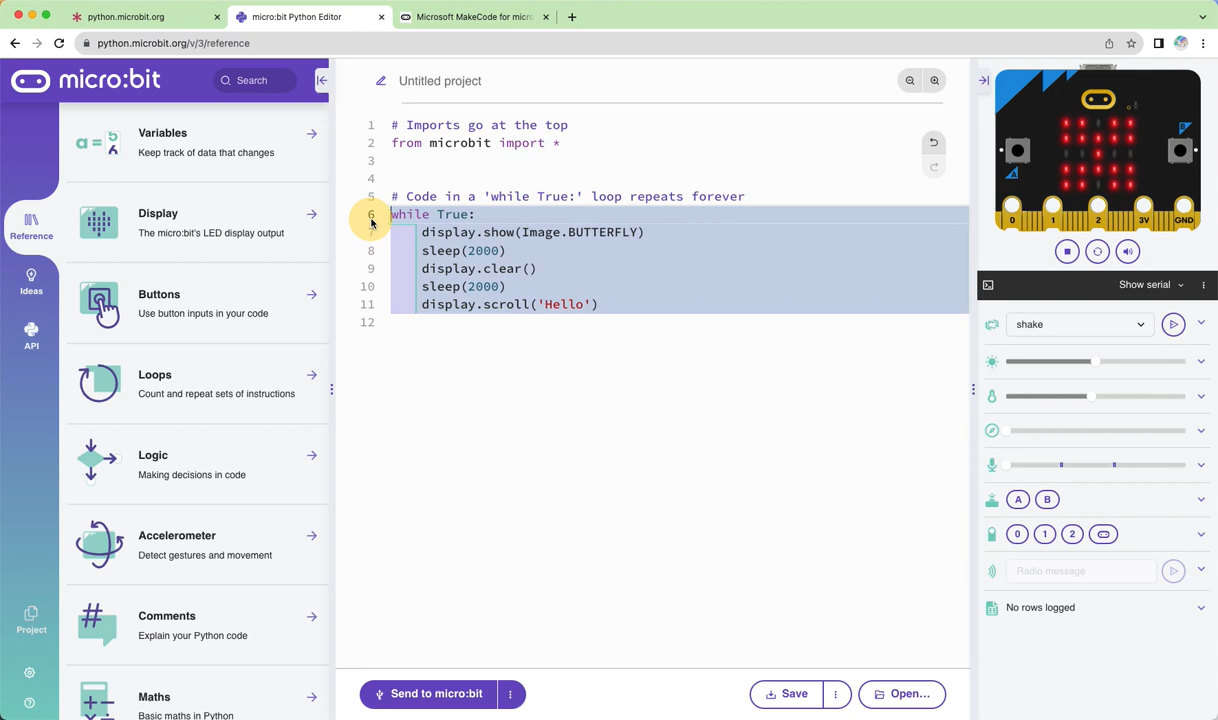 python.microbit.org
micro:bit Python Editor
Microsoft MakeCode for micro
python.microbit.org/v/3/reference
micro:bit
Search
Untitled project
Reference
Ideas
API
Project
Variables
Keep track of data that changes
Display
The micro:bit's LED display output
Buttons
Use button inputs in your code
Loops
Count and repeat sets of instructions
Logic
Making decisions in code
Accelerometer
Detect gestures and movement
Comments
Explain your Python code
Maths
Basic maths in Python
1 # Imports go at the top
2 from microbit import *
3
4
5 # Code in a 'while True:' loop repeats forever
6 while True:
7 display.show(Image.BUTTERFLY)
8 sleep(2000)
9 display.clear()
10 sleep(2000)
11 display.scroll('Hello')
12
Send to micro:bit
Save
Open...
A
B
0 1 2 3V GND
Show serial
shake
A B
0 1 2
Radio message
No rows logged